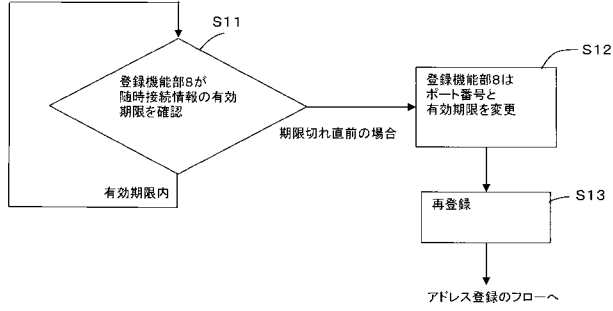 S11
登録機能部8が
随時接続情報の有効
期限を確認
期限切れ直前の場合
有効期限内
S12
登録機能部8は
ポート番号と
有効期限を変更
S13
再登録
アドレス登録のフローへ